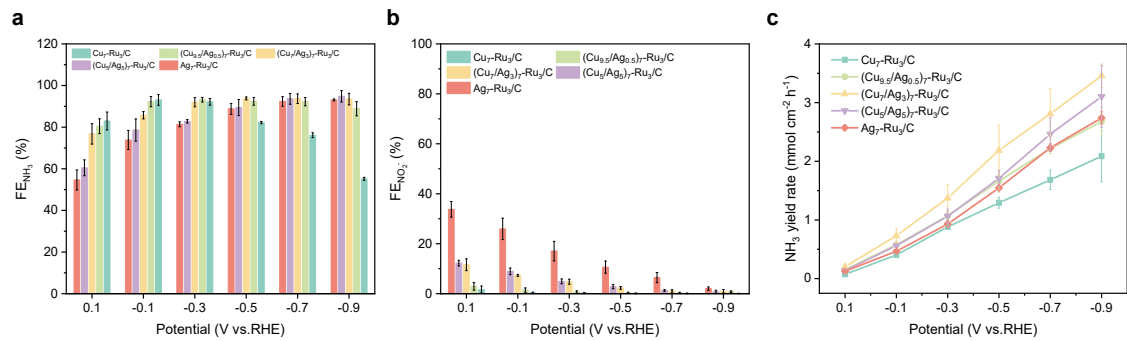 a
Cu₇-Ru₃/C (Cu₉.₅/Ag₀.₅)₇-Ru₃/C (Cu₇/Ag₃)₇-Ru₃/C
(Cu₅/Ag₅)₇-Ru₃/C Ag₇-Ru₃/C
120
100
80
60
40
20
0
FE_NH₃ (%)
0.1 -0.1 -0.3 -0.5 -0.7 -0.9
Potential (V vs.RHE)
b
Cu₇-Ru₃/C (Cu₉.₅/Ag₀.₅)₇-Ru₃/C
(Cu₇/Ag₃)₇-Ru₃/C (Cu₅/Ag₅)₇-Ru₃/C
Ag₇-Ru₃/C
100
80
60
40
20
0
FE_NO₂⁻ (%)
0.1 -0.1 -0.3 -0.5 -0.7 -0.9
Potential (V vs.RHE)
c
Cu₇-Ru₃/C
(Cu₉.₅/Ag₀.₅)₇-Ru₃/C
(Cu₇/Ag₃)₇-Ru₃/C
(Cu₅/Ag₅)₇-Ru₃/C
Ag₇-Ru₃/C
4
3
2
1
0
NH₃ yield rate (mmol cm⁻² h⁻¹)
0.1 -0.1 -0.3 -0.5 -0.7 -0.9
Potential (V vs.RHE)